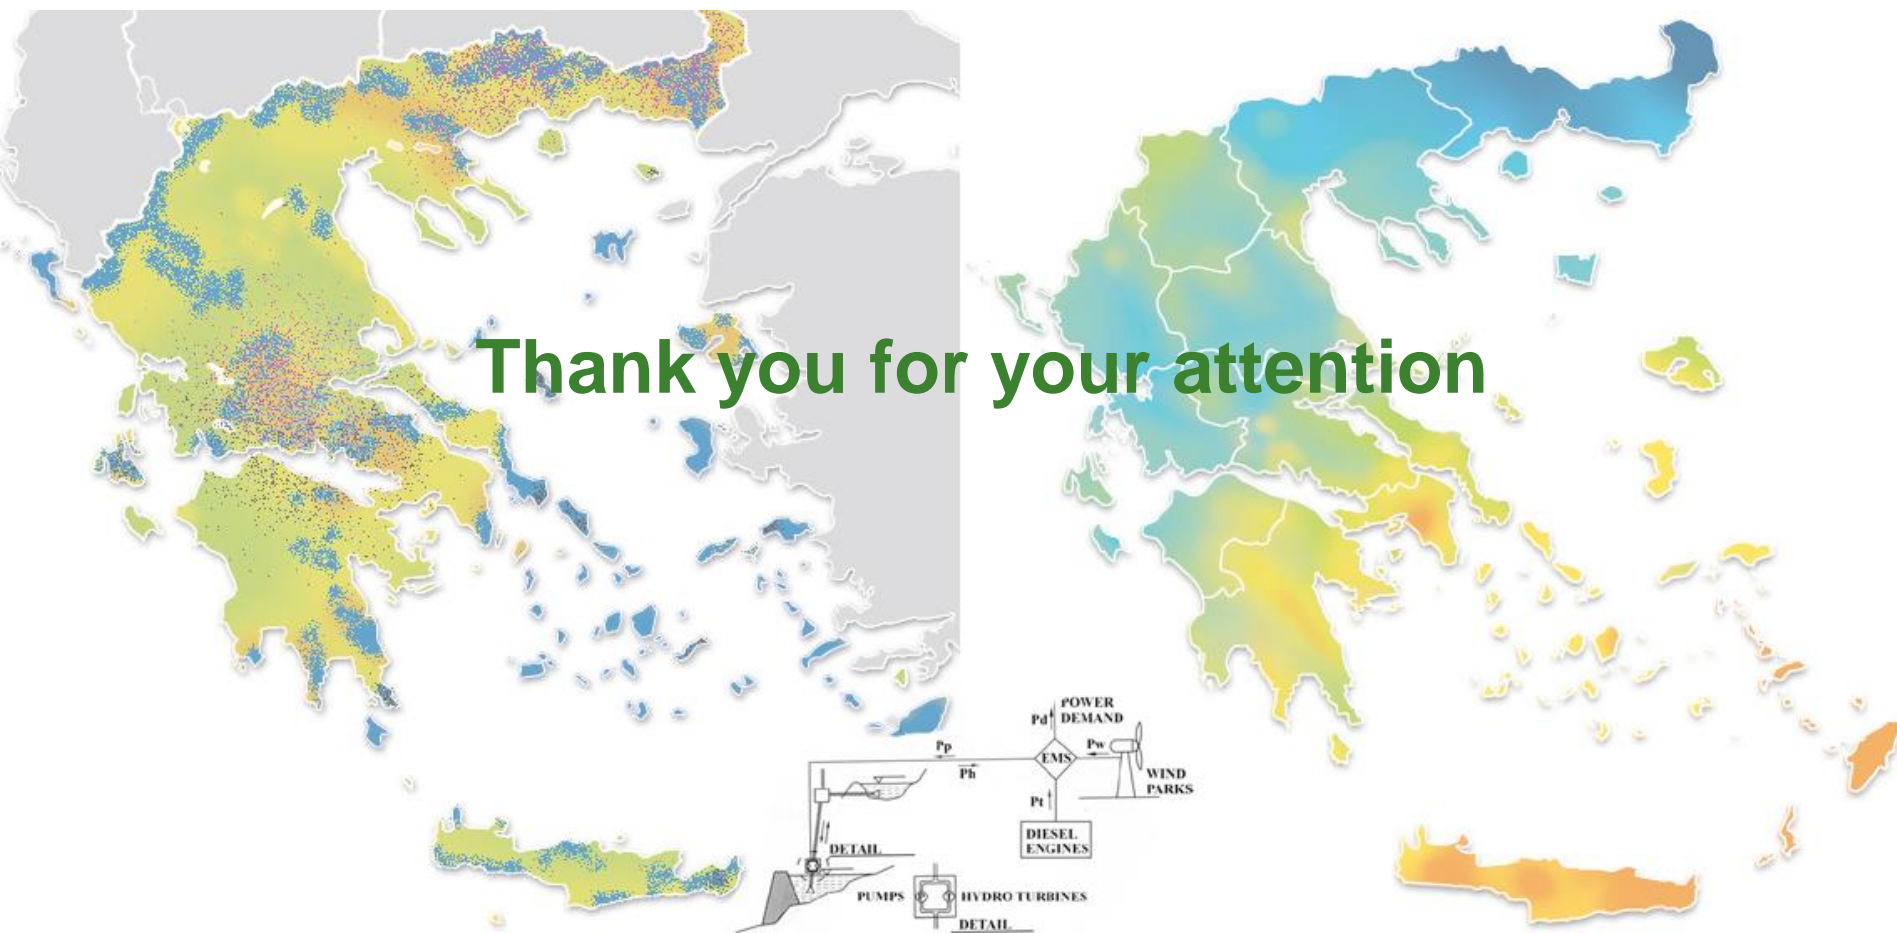 Thank you for your attention
POWER
DEMAND
Pd
Pp
Ph
EMS
Pw
WIND
PARKS
Pt
DIESEL
ENGINES
DETAIL
PUMPS
HYDRO TURBINES
DETAIL